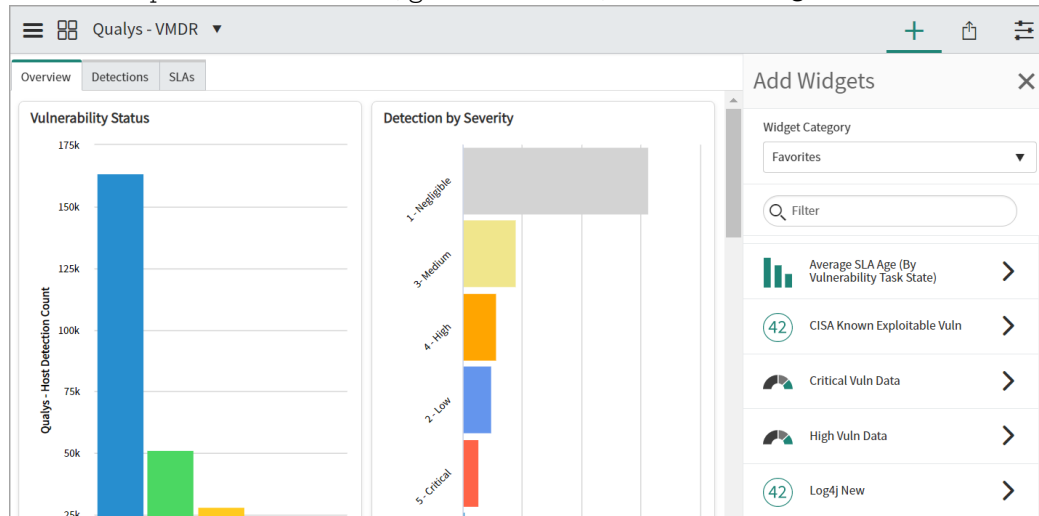 Qualys - VMDR
Overview
Detections
SLAs
Vulnerability Status
175k
150k
125k
100k
75k
50k
25k
Qualys - Host Detection Count
Detection by Severity
1 - Negligible
3- Medium
4 - High
2 - Low
5 - Critical
Add Widgets
Widget Category
Favorites
Filter
Average SLA Age (By
Vulnerability Task State)
42
CISA Known Exploitable Vuln
Critical Vuln Data
High Vuln Data
42
Log4j New